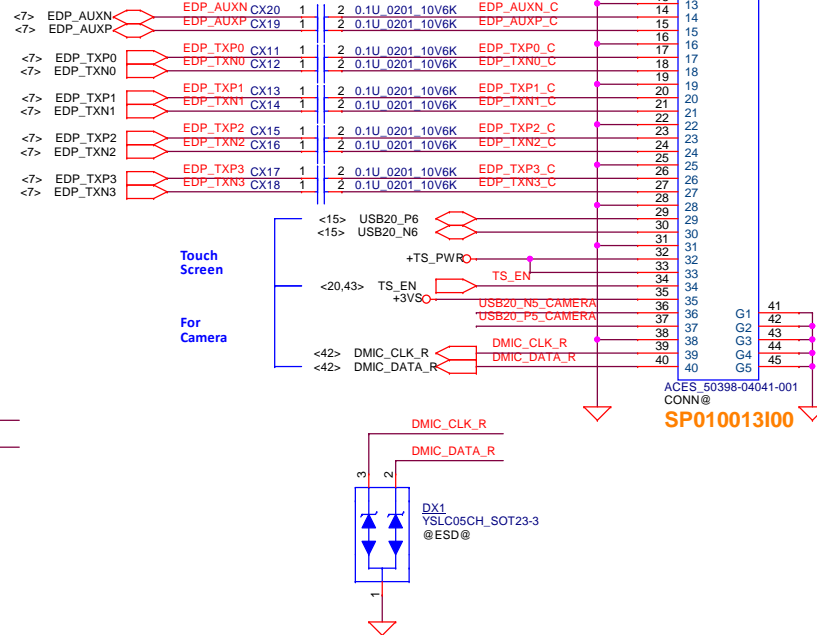 13
13
<7> EDP_AUXN EDP_AUXN CX20 1 2 0.1U_0201_10V6K EDP_AUXN_C 14 14
<7> EDP_AUXP EDP_AUXP CX19 1 2 0.1U_0201_10V6K EDP_AUXP_C 15 15
16 16
<7> EDP_TXP0 EDP_TXP0 CX11 1 2 0.1U_0201_10V6K EDP_TXP0_C 17 17
<7> EDP_TXN0 EDP_TXN0 CX12 1 2 0.1U_0201_10V6K EDP_TXN0_C 18 18
19 19
<7> EDP_TXP1 EDP_TXP1 CX13 1 2 0.1U_0201_10V6K EDP_TXP1_C 20 20
<7> EDP_TXN1 EDP_TXN1 CX14 1 2 0.1U_0201_10V6K EDP_TXN1_C 21 21
22 22
<7> EDP_TXP2 EDP_TXP2 CX15 1 2 0.1U_0201_10V6K EDP_TXP2_C 23 23
<7> EDP_TXN2 EDP_TXN2 CX16 1 2 0.1U_0201_10V6K EDP_TXN2_C 24 24
25 25
<7> EDP_TXP3 EDP_TXP3 CX17 1 2 0.1U_0201_10V6K EDP_TXP3_C 26 26
<7> EDP_TXN3 EDP_TXN3 CX18 1 2 0.1U_0201_10V6K EDP_TXN3_C 27 27
28 28
<15> USB20_P6 29 29
<15> USB20_N6 30 30
31 31
Touch
Screen
+TS_PWR 32 32
33 33
<20,43> TS_EN TS_EN 34 34
+3VS 35 35
USB20_N5_CAMERA 36 36 G1 41
For
Camera
USB20_P5_CAMERA 37 37 G2 42
38 38 G3 43
<42> DMIC_CLK_R DMIC_CLK_R 39 39 G4 44
<42> DMIC_DATA_R DMIC_DATA_R 40 40 G5 45
ACES_50398-04041-001
CONN@
SP010013I00
DMIC_CLK_R
DMIC_DATA_R
3 2
DX1
YSLC05CH_SOT23-3
@ESD@
1